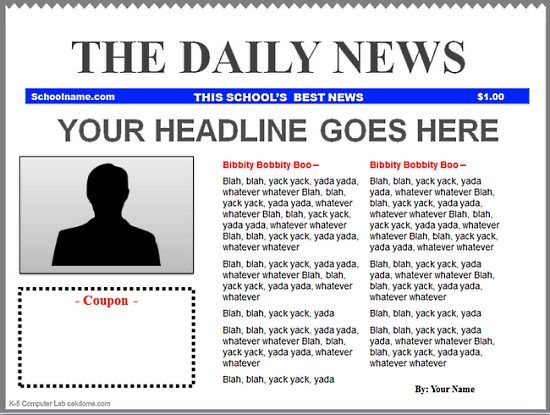 THE DAILY NEWS
Schoolname.com THIS SCHOOL'S BEST NEWS $1.00
YOUR HEADLINE GOES HERE
- Coupon -
Bibbity Bobbity Boo –
Blah, blah, yack yack, yada yada,
whatever whatever Blah, blah,
yack, yack yada yada, whatever
whatever Blah, blah, yack yack,
yada yada, whatever whatever
Blah, blah, yack yack, yada yada,
whatever whatever
Blah, blah, yack yack, yada yada,
whatever whatever Blah, blah,
yack yack, yada yada, whatever
whatever
Blah, blah, yack yack, yada
Blah, blah, yack yack, yada yada,
whatever whatever Blah, blah,
yack yack, yada yada, whatever
whatever
Blah, blah, yack yack, yada
Bibbity Bobbity Boo –
Blah, blah, yack yack, yada
yada, whatever whatever Blah,
blah, yack, yack yada yada,
whatever whatever Blah, blah,
yack yack, yada yada, whatever
whatever Blah, blah, yack yack,
yada yada, whatever whatever
Blah, blah, yack yack, yada
yada, whatever whatever Blah,
blah, yack yack, yada yada,
whatever whatever
Blah, blah, yack yack, yada
Blah, blah, yack yack, yada
yada, whatever whatever Blah,
blah, yack yack, yada yada,
whatever whatever
By: Your Name
K-5 Computer Lab oakdome.com